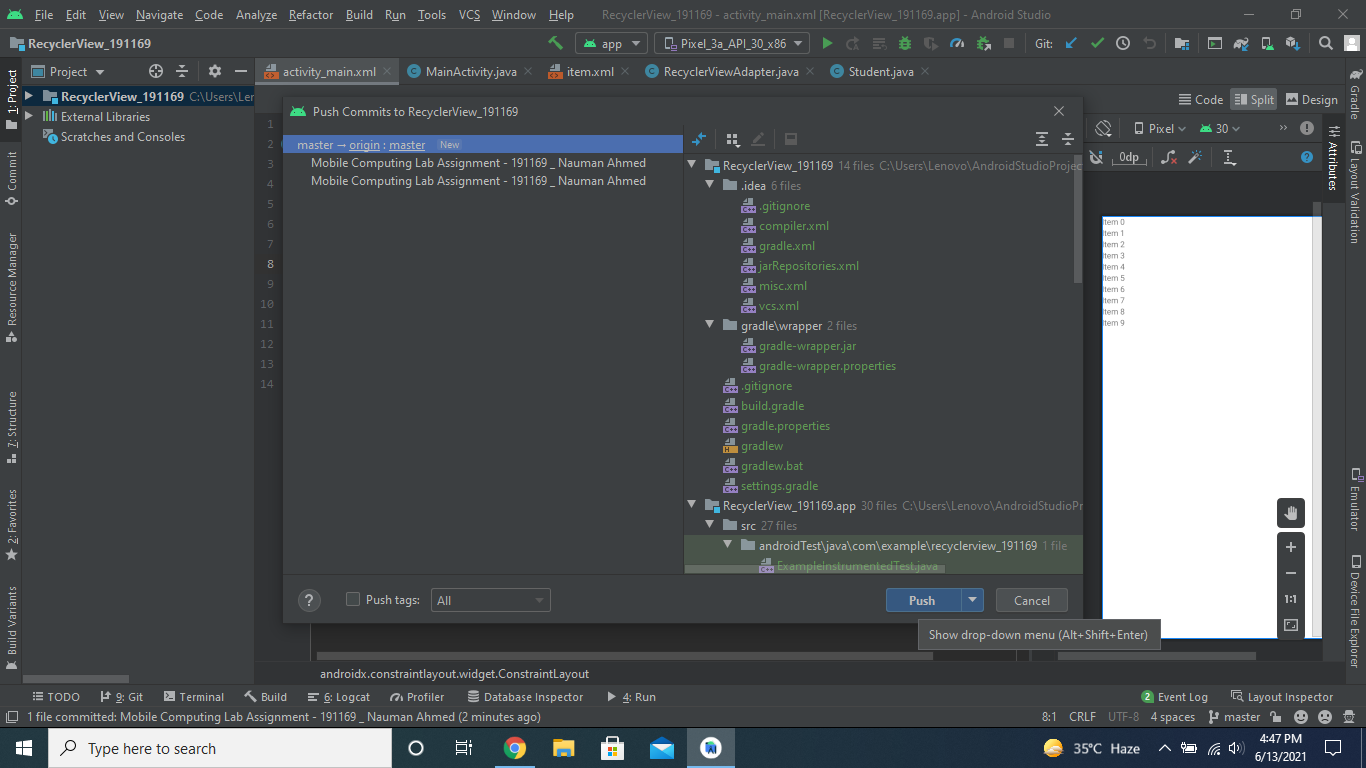 File Edit View Navigate Code Analyze Refactor Build Run Tools VCS Window Help RecyclerView_191169 - activity_main.xml [RecyclerView_191169.app] - Android Studio
RecyclerView_191169 app Pixel_3a_API_30_x86 Git:
Project activity_main.xml MainActivity.java item.xml RecyclerViewAdapter.java Student.java
RecyclerView_191169 C:\Users\Len
External Libraries
Scratches and Consoles
1: Project
Commit
Resource Manager
7: Structure
2: Favorites
Build Variants
1
2
3
4
5
6
7
8
9
10
11
12
13
14
Push Commits to RecyclerView_191169
master → origin : master New
Mobile Computing Lab Assignment - 191169 _ Nauman Ahmed
Mobile Computing Lab Assignment - 191169 _ Nauman Ahmed
RecyclerView_191169 14 files C:\Users\Lenovo\AndroidStudioProjec
.idea 6 files
.gitignore
compiler.xml
gradle.xml
jarRepositories.xml
misc.xml
vcs.xml
gradle\wrapper 2 files
gradle-wrapper.jar
gradle-wrapper.properties
.gitignore
build.gradle
gradle.properties
gradlew
gradlew.bat
settings.gradle
RecyclerView_191169.app 30 files C:\Users\Lenovo\AndroidStudioPr
src 27 files
androidTest\java\com\example\recyclerview_191169 1 file
ExampleInstrumentedTest.java
? Push tags: All Push Cancel
Show drop-down menu (Alt+Shift+Enter)
Code Split Design
Pixel 30 »
0dp
Item 0
Item 1
Item 2
Item 3
Item 4
Item 5
Item 6
Item 7
Item 8
Item 9
1:1
Attributes
Gradle
Layout Validation
Emulator
Device File Explorer
androidx.constraintlayout.widget.ConstraintLayout
TODO 9: Git Terminal Build 6: Logcat Profiler Database Inspector 4: Run 2 Event Log Layout Inspector
1 file committed: Mobile Computing Lab Assignment - 191169 _ Nauman Ahmed (2 minutes ago) 8:1 CRLF UTF-8 4 spaces master
Type here to search 35°C Haze 4:47 PM
6/13/2021